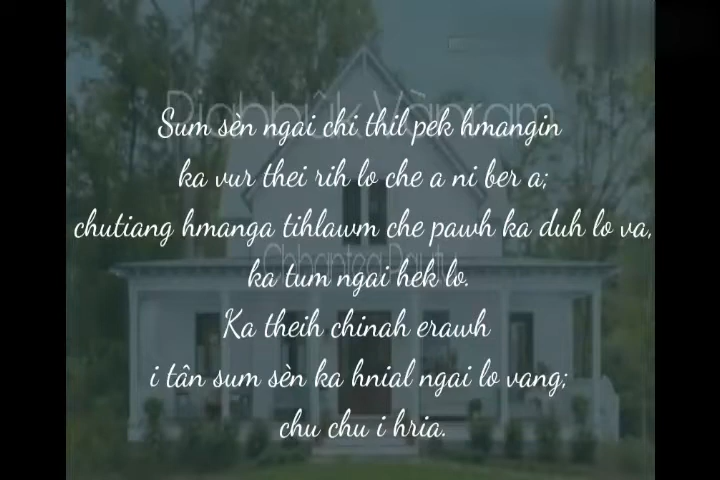 Sum sèn ngai chi thil pek hmangin
ka vur thei rih lo che a ni ber a;
chutiang hmanga tihlawm che pawh ka duh lo va,
ka tum ngai hek lo.
Ka theih chinah erawh
i tân sum sèn ka hnial ngai lo vang;
chu chu i hria.